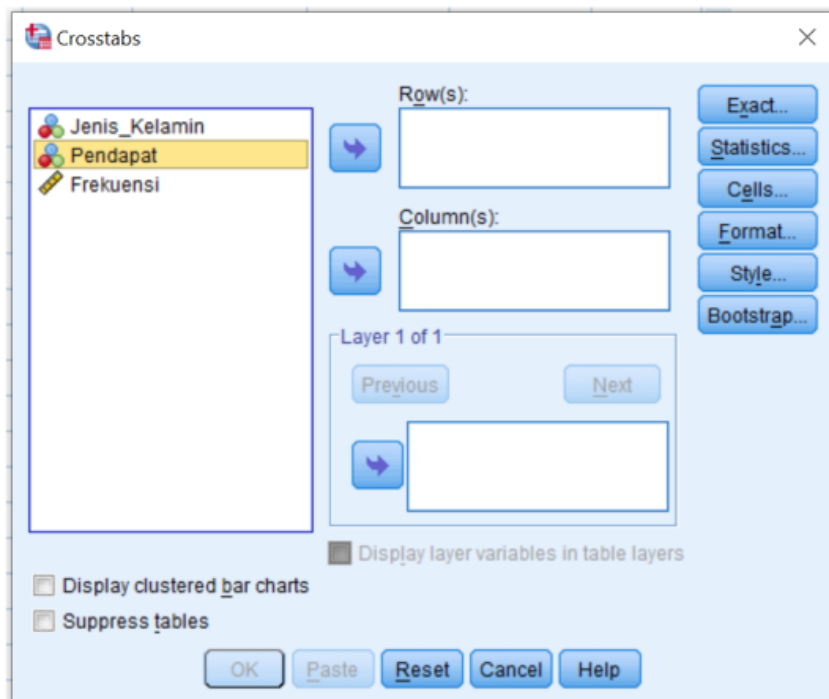 Crosstabs
Jenis_Kelamin
Pendapat
Frekuensi
Row(s):
Column(s):
Layer 1 of 1
Previous
Next
Display layer variables in table layers
Exact...
Statistics...
Cells...
Format...
Style...
Bootstrap...
Display clustered bar charts
Suppress tables
OK
Paste
Reset
Cancel
Help